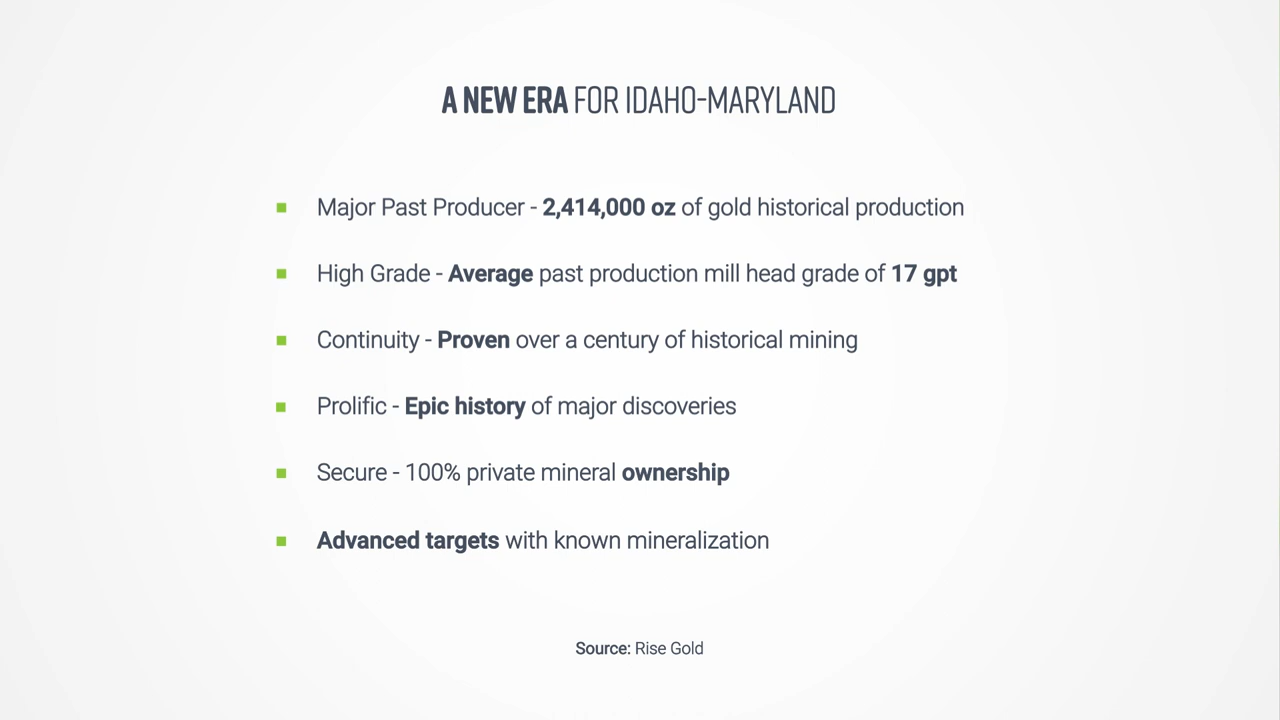 A NEW ERA FOR IDAHO-MARYLAND
Major Past Producer - 2,414,000 oz of gold historical production
High Grade - Average past production mill head grade of 17 gpt
Continuity - Proven over a century of historical mining
Prolific - Epic history of major discoveries
Secure - 100% private mineral ownership
Advanced targets with known mineralization
Source: Rise Gold